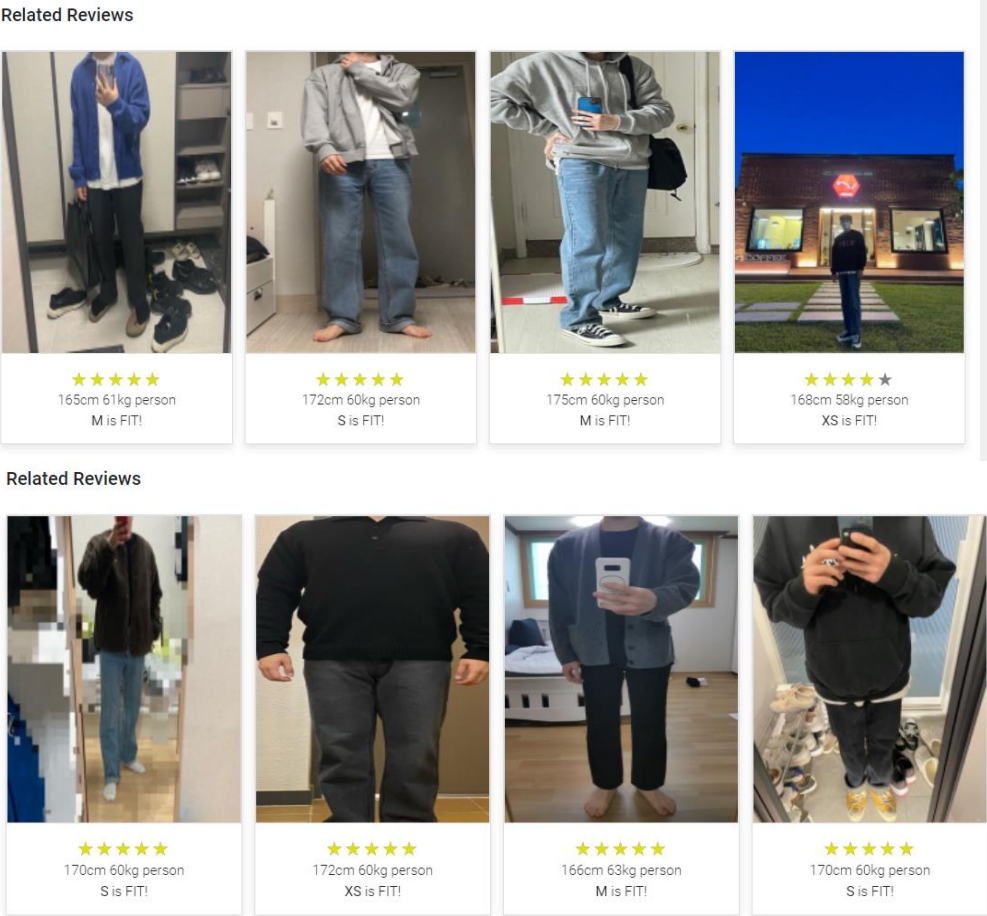 Related Reviews
165cm 61kg person
M is FIT!
172cm 60kg person
S is FIT!
175cm 60kg person
M is FIT!
168cm 58kg person
XS is FIT!
Related Reviews
170cm 60kg person
S is FIT!
172cm 60kg person
XS is FIT!
166cm 63kg person
M is FIT!
170cm 60kg person
S is FIT!